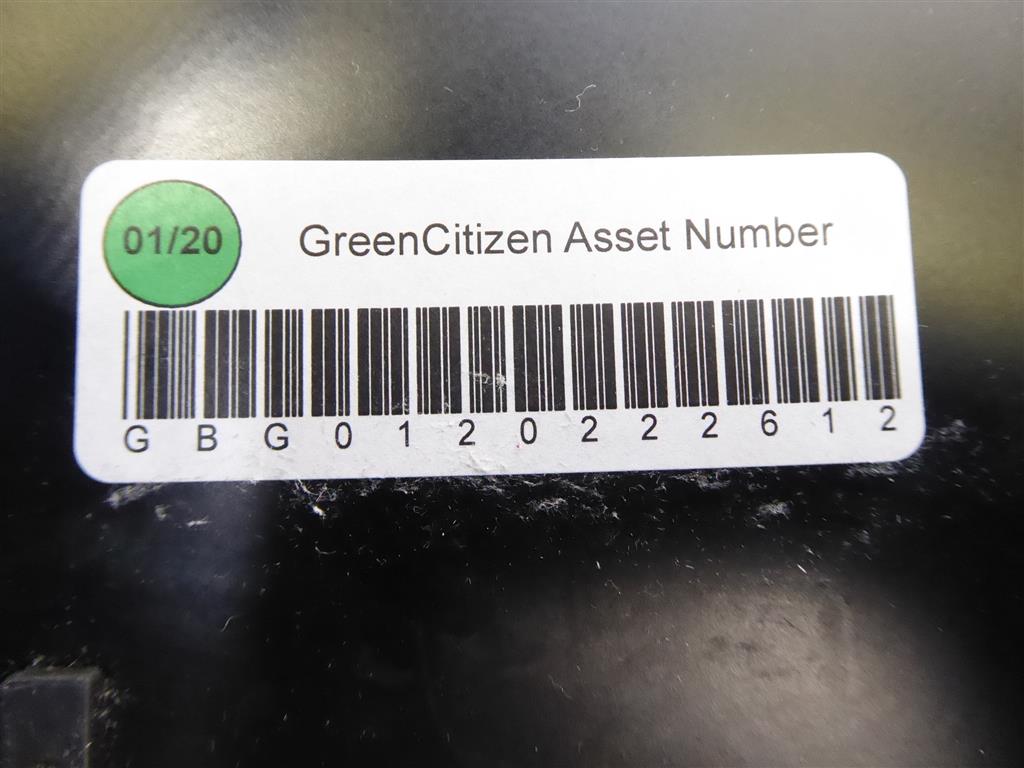 01/20
GreenCitizen Asset Number
G B G 0 1 2 0 2 2 2 6 1 2